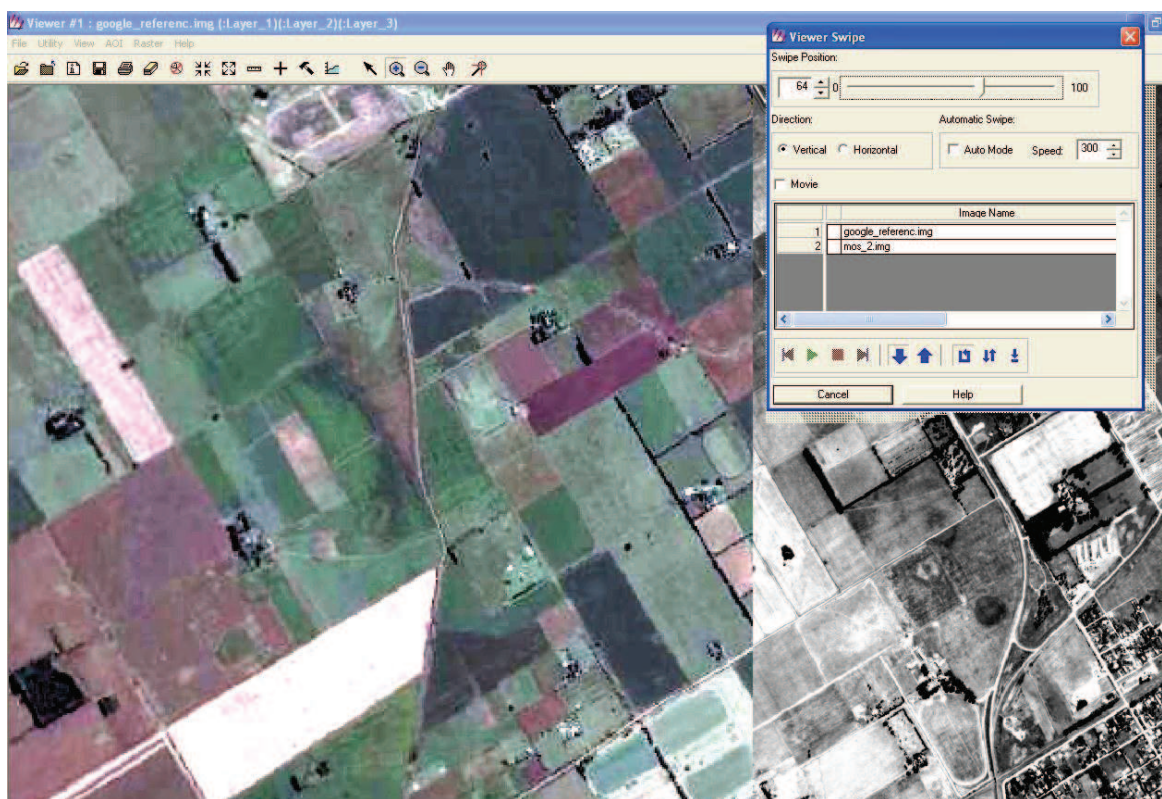 Viewer #1 : google_referenc.img (:Layer_1)(:Layer_2)(:Layer_3)
File Utility View AOI Raster Help
Viewer Swipe
Swipe Position:
64 0 100
Direction: Automatic Swipe:
Vertical Horizontal Auto Mode Speed: 300
Movie
Image Name
1 google_referenc.img
2 mos_2.img
Cancel Help